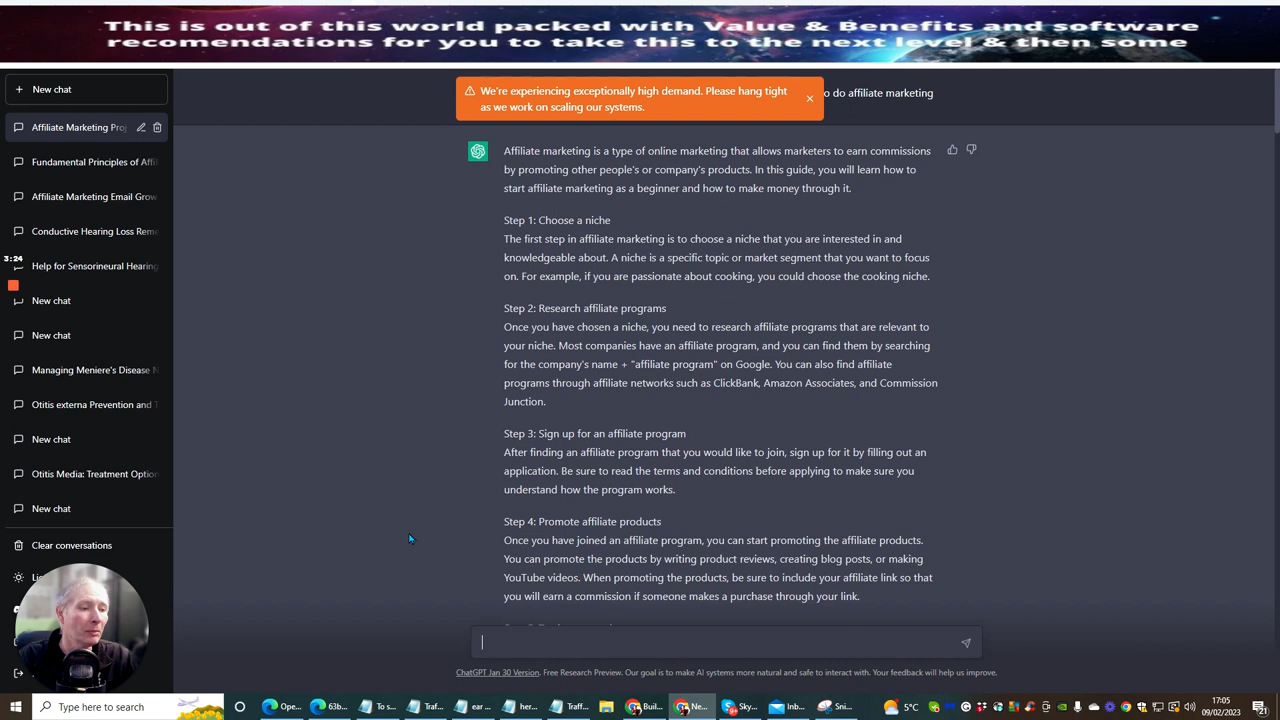 This is out of this world packed with Value & Benefits and software
recomendations for you to take this to the next level & then some
New chat
We're experiencing exceptionally high demand. Please hang tight
as we work on scaling our systems.
o do affiliate marketing
Affiliate Marketing Pro
Fundamental Principles of Affi
Affiliate Marketing Email Grow
Conductive Hearing Loss Rem
3:24
Help for Sensorineural Hearing
New chat
New chat
Managing Meniere's Disease
Otitis externa Prevention and T
New chat
Otitis Media: Treatment Option
New chat
Clear conversations
Affiliate marketing is a type of online marketing that allows marketers to earn commissions
by promoting other people's or company's products. In this guide, you will learn how to
start affiliate marketing as a beginner and how to make money through it.
Step 1: Choose a niche
The first step in affiliate marketing is to choose a niche that you are interested in and
knowledgeable about. A niche is a specific topic or market segment that you want to focus
on. For example, if you are passionate about cooking, you could choose the cooking niche.
Step 2: Research affiliate programs
Once you have chosen a niche, you need to research affiliate programs that are relevant to
your niche. Most companies have an affiliate program, and you can find them by searching
for the company's name + "affiliate program" on Google. You can also find affiliate
programs through affiliate networks such as ClickBank, Amazon Associates, and Commission
Junction.
Step 3: Sign up for an affiliate program
After finding an affiliate program that you would like to join, sign up for it by filling out an
application. Be sure to read the terms and conditions before applying to make sure you
understand how the program works.
Step 4: Promote affiliate products
Once you have joined an affiliate program, you can start promoting the affiliate products.
You can promote the products by writing product reviews, creating blog posts, or making
YouTube videos. When promoting the products, be sure to include your affiliate link so that
you will earn a commission if someone makes a purchase through your link.
ChatGPT Jan 30 Version. Free Research Preview. Our goal is to make AI systems more natural and safe to interact with. Your feedback will help us improve.
Type here to search
Ope...
63b...
To s...
Traf...
ear ...
her...
Traffi...
Buil...
Ne...
Sky...
Inb...
Sni...
5°C
17:05
09/02/2023